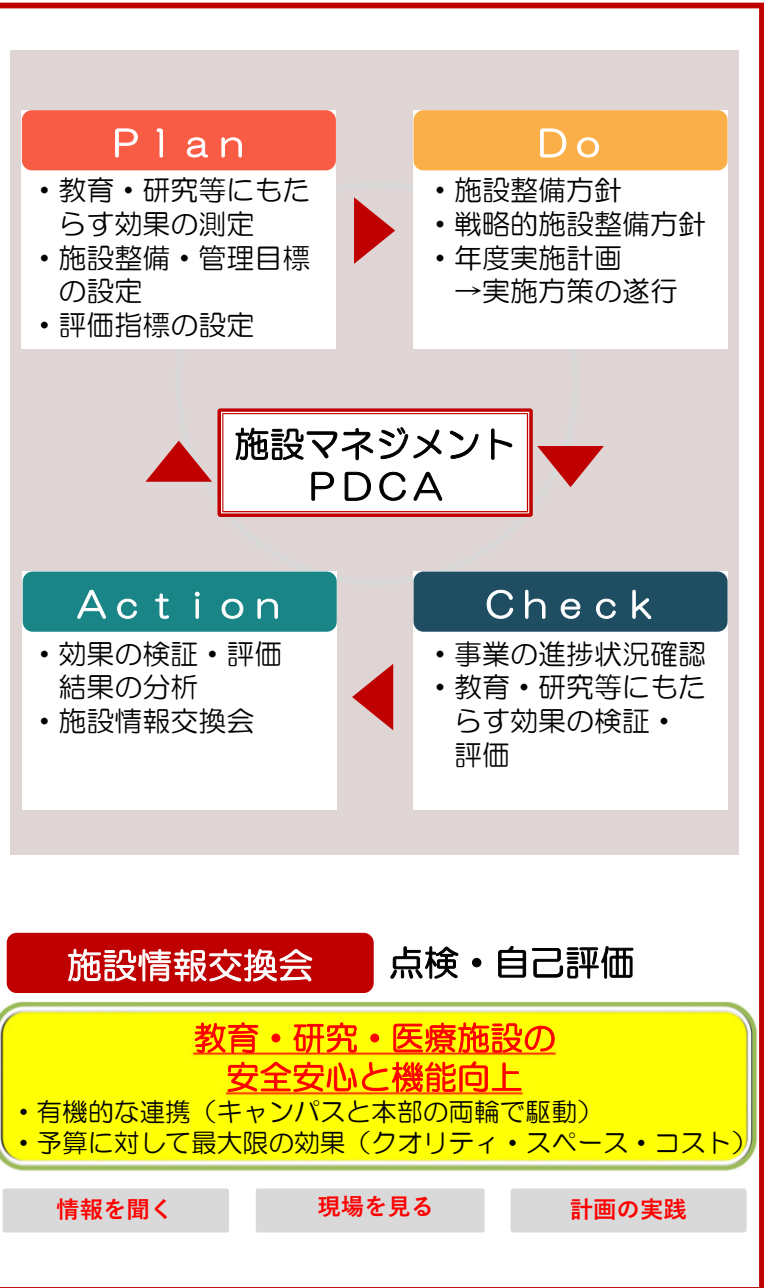 Plan
・教育・研究等にもた
らす効果の測定
・施設整備・管理目標
の設定
・評価指標の設定
Do
・施設整備方針
・戦略的施設整備方針
・年度実施計画
→実施方策の遂行
施設マネジメント
PDCA
Action
・効果の検証・評価
結果の分析
・施設情報交換会
Check
・事業の進捗状況確認
・教育・研究等にもた
らす効果の検証・
評価
施設情報交換会
点検・自己評価
教育・研究・医療施設の
安全安心と機能向上
・有機的な連携（キャンパスと本部の両輪で駆動）
・予算に対して最大限の効果（クオリティ・スペース・コスト）
情報を聞く
現場を見る
計画の実践